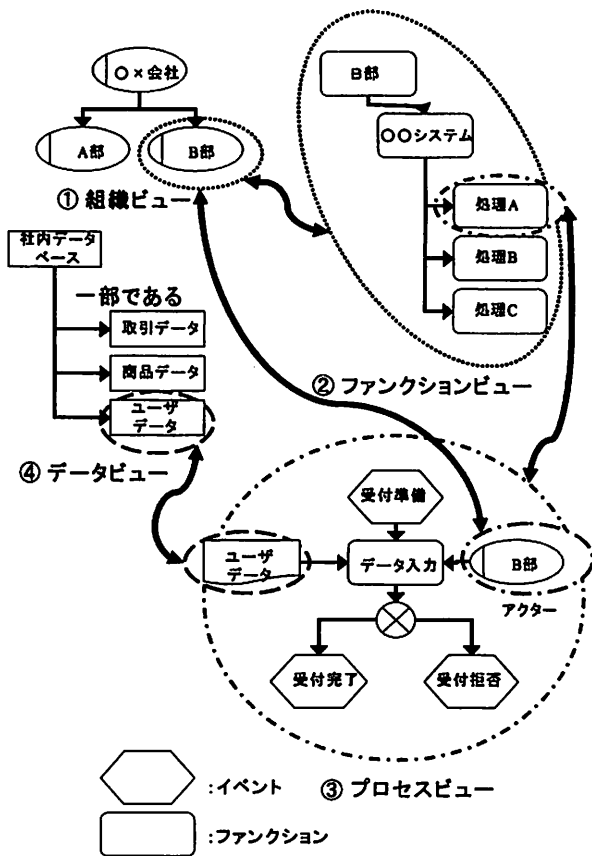 ○×会社
A部
B部
① 組織ビュー
B部
○○システム
処理A
処理B
処理C
② ファンクションビュー
社内データ
ベース
一部である
取引データ
商品データ
ユーザ
データ
④ データビュー
受付準備
ユーザ
データ
データ入力
B部
アクター
受付完了
受付拒否
③ プロセスビュー
:イベント
:ファンクション